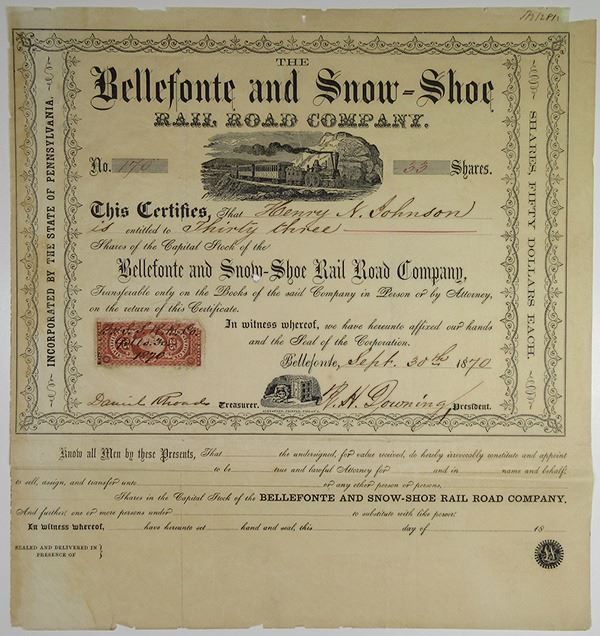 THE
Bellefonte and Snow-Shoe
RAIL ROAD COMPANY.
INCORPORATED BY THE STATE OF PENNSYLVANIA.
SHARES, FIFTY DOLLARS EACH.
No. 170 33 Shares.
This Certifies, That Henry N. Johnson
is entitled to Thirty three
Shares of the Capital Stock of the
Bellefonte and Snow-Shoe Rail Road Company,
Transferable only on the Books of the said Company in Person or by Attorney,
on the return of this Certificate.
In witness whereof, we have hereunto affixed our hands
and the Seal of the Corporation.
Bellefonte, Sept. 30th 1870
1870
Daniel Rhoads Treasurer. W. H. Downing President.
Know all Men by these Presents, That the undersigned, for value received, do hereby irrevocably constitute and appoint
to be true and lawful Attorney for and in name and behalf:
to sell, assign, and transfer unto or any other person or persons,
Shares in the Capital Stock of the BELLEFONTE AND SNOW-SHOE RAIL ROAD COMPANY,
And further, one or more persons under to substitute with like power:
In witness whereof, have hereunto set hand and seal, this day of 18
SEALED AND DELIVERED IN
PRESENCE OF